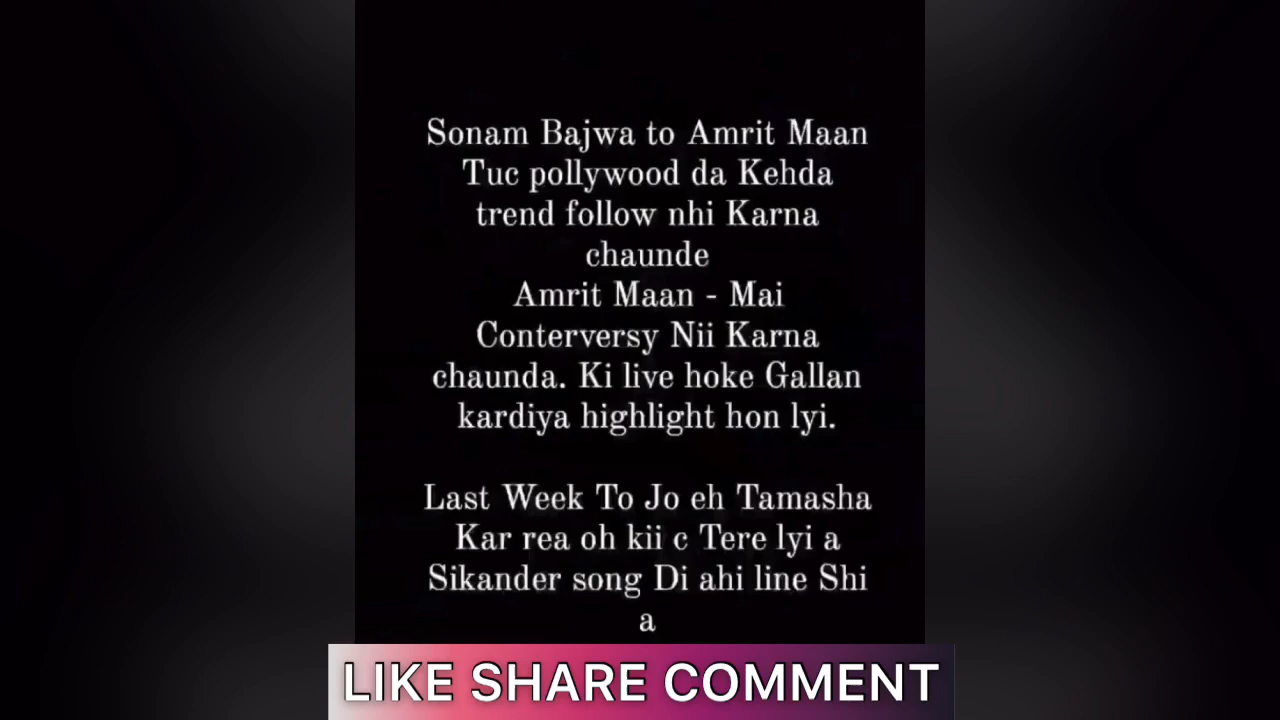 Sonam Bajwa to Amrit Maan
Tuc pollywood da Kehda
trend follow nhi Karna
chaunde
Amrit Maan - Mai
Conterversy Nii Karna
chaunda. Ki live hoke Gallan
kardiya highlight hon lyi.
Last Week To Jo eh Tamasha
Kar rea oh kii c Tere lyi a
Sikander song Di ahi line Shi
a
LIKE SHARE COMMENT